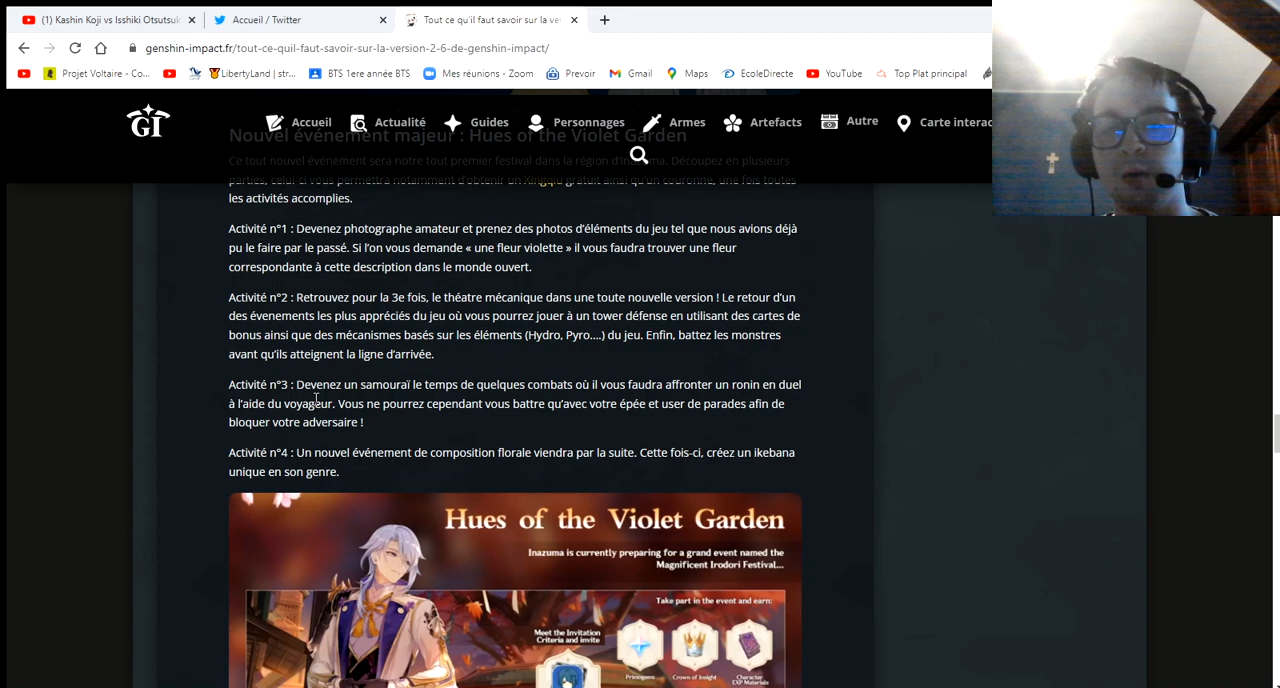 (1) Kashin Koji vs Isshiki Otsutsuk
Accueil / Twitter
Tout ce qu'il faut savoir sur la ve
genshin-impact.fr/tout-ce-quil-faut-savoir-sur-la-version-2-6-de-genshin-impact/
Projet Voltaire - Co...
LibertyLand | str...
BTS 1ere année BTS
Mes réunions - Zoom
Prevoir
Gmail
Maps
EcoleDirecte
YouTube
Top Plat principal
GI
Accueil
Actualité
Guides
Personnages
Armes
Artefacts
Autre
Carte interac
Nouvel événement majeur : Hues of the Violet Garden
Ce tout nouvel événement sera notre tout premier festival dans la région d'Inazuma. Découpez en plusieurs
parties, celui-ci vous permettra notamment d'obtenir un Xingqiu gratuit ainsi qu'un couronne, une fois toutes
les activités accomplies.
Activité n°1 : Devenez photographe amateur et prenez des photos d'éléments du jeu tel que nous avions déjà
pu le faire par le passé. Si l'on vous demande « une fleur violette » il vous faudra trouver une fleur
correspondante à cette description dans le monde ouvert.
Activité n°2 : Retrouvez pour la 3e fois, le théatre mécanique dans une toute nouvelle version ! Le retour d'un
des évenements les plus appréciés du jeu où vous pourrez jouer à un tower défense en utilisant des cartes de
bonus ainsi que des mécanismes basés sur les éléments (Hydro, Pyro....) du jeu. Enfin, battez les monstres
avant qu'ils atteignent la ligne d'arrivée.
Activité n°3 : Devenez un samouraï le temps de quelques combats où il vous faudra affronter un ronin en duel
à l'aide du voyageur. Vous ne pourrez cependant vous battre qu'avec votre épée et user de parades afin de
bloquer votre adversaire !
Activité n°4 : Un nouvel événement de composition florale viendra par la suite. Cette fois-ci, créez un ikebana
unique en son genre.
Hues of the Violet Garden
Inazuma is currently preparing for a grand event named the
Magnificent Irodori Festival...
Take part in the event and earn:
Meet the Invitation
Criteria and invite
Primogems
Crown of Insight
Character
EXP Materials